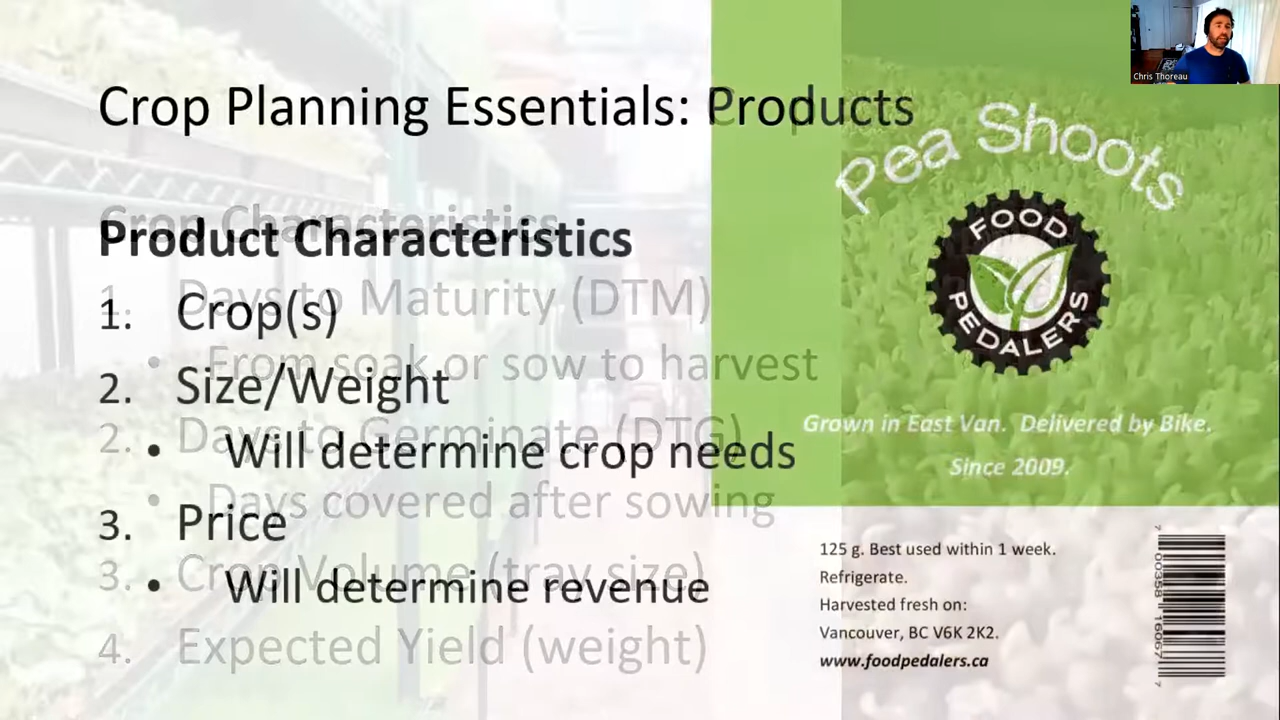 Chris Thoreau
Crop Planning Essentials: Products
Crop Characteristics
Product Characteristics
1. Days to Maturity (DTM)
1. Crop(s)
• From soak or sow to harvest
2. Size/Weight
2. Days to Germinate (DTG)
• Will determine crop needs
• Days covered after sowing
3. Price
3. Crop Volume (tray size)
• Will determine revenue
4. Expected Yield (weight)
Pea Shoots
FOOD
PEDALERS
Grown in East Van. Delivered by Bike.
Since 2009.
125 g. Best used within 1 week.
Refrigerate.
Harvested fresh on:
Vancouver, BC V6K 2K2.
www.foodpedalers.ca
7 00358 16067 7